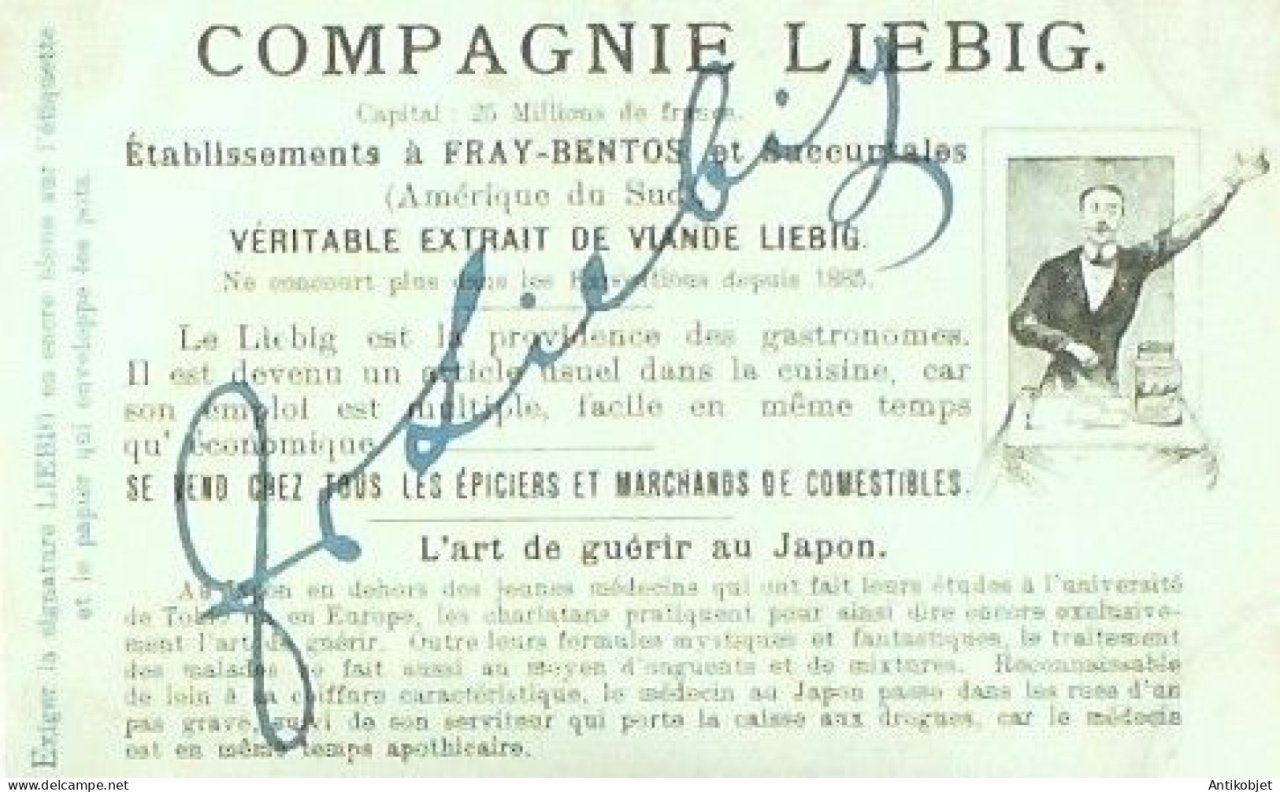 COMPAGNIE LIEBIG.
Capital : 25 Millions de francs.
Établissements à FRAY-BENTOS et Succursales
(Amérique du Sud)
VÉRITABLE EXTRAIT DE VIANDE LIEBIG.
Ne concourt plus dans les Expositions depuis 1885.
Le Liebig est la providence des gastronomes.
Il est devenu un article usuel dans la cuisine, car
son emploi est multiple, facile en même temps
qu' économique.
SE VEND CHEZ TOUS LES ÉPICIERS ET MARCHANDS DE COMESTIBLES.
L'art de guérir au Japon.
Au Japon en dehors des jeunes médecins qui ont fait leurs études à l'université
de Tokio ou en Europe, les charlatans pratiquent pour ainsi dire encore exclusive-
ment l'art de guérir. Outre leurs formules mystiques et fantastiques, le traitement
des malades se fait aussi au moyen d'onguents et de mixtures. Reconnaissable
de loin à sa coiffure caractéristique, le médecin au Japon passe dans les rues d'un
pas grave, suivi de son serviteur qui porte la caisse aux drogues, car le médecin
est en même temps apothicaire.
Exiger la signature LIEBIG en encre bleue sur l'étiquette
et le papier qui enveloppe les pots.
Liebig
Antikobjet